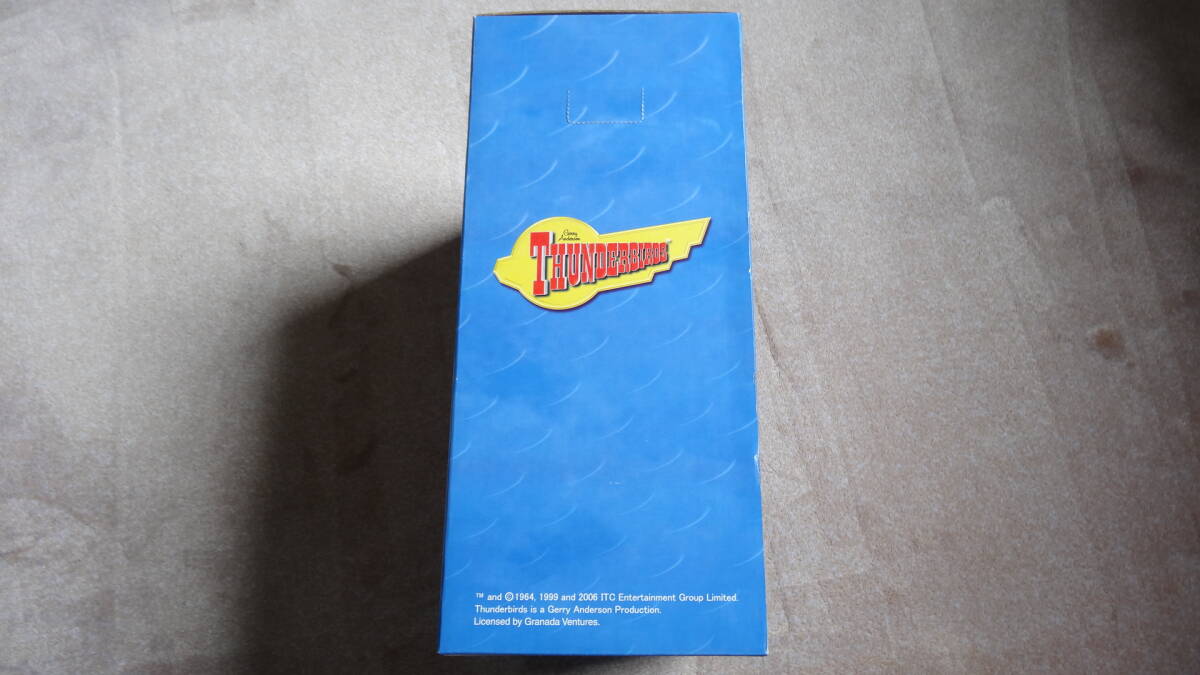 Gerry
Anderson
THUNDERBIRDS™
™ and ©1964, 1999 and 2006 ITC Entertainment Group Limited.
Thunderbirds is a Gerry Anderson Production.
Licensed by Granada Ventures.